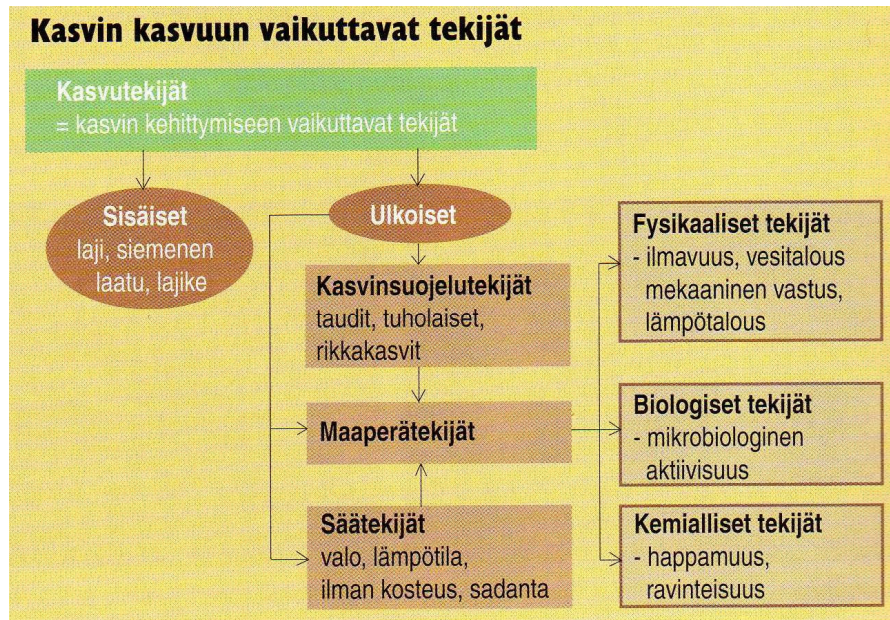 Kasvin kasvuun vaikuttavat tekijät
Kasvutekijät
= kasvin kehittymiseen vaikuttavat tekijät
Sisäiset
laji, siemenen
laatu, lajike
Ulkoiset
Kasvinsuojelutekijät
taudit, tuholaiset,
rikkakasvit
Maaperätekijät
Säätekijät
valo, lämpötila,
ilman kosteus, sadanta
Fysikaaliset tekijät
- ilmavuus, vesitalous
mekaaninen vastus,
lämpötalous
Biologiset tekijät
- mikrobiologinen
aktiivisuus
Kemialliset tekijät
- happamuus,
ravinteisuus